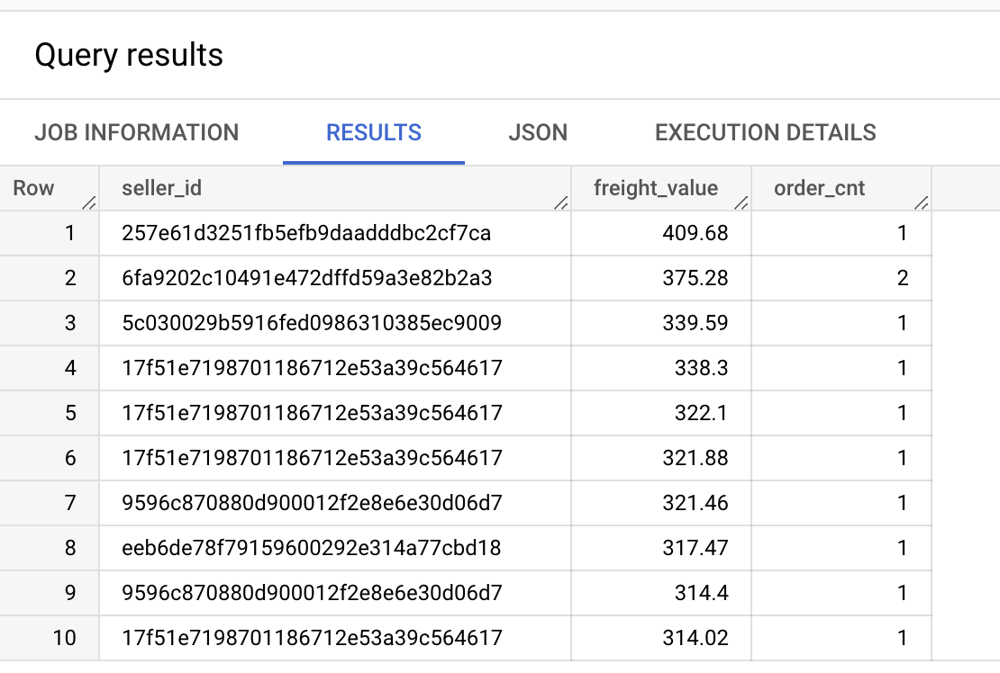 Query results
JOB INFORMATION RESULTS JSON EXECUTION DETAILS
Row seller_id freight_value order_cnt
1 257e61d3251fb5efb9daadddbc2cf7ca 409.68 1
2 6fa9202c10491e472dffd59a3e82b2a3 375.28 2
3 5c030029b5916fed0986310385ec9009 339.59 1
4 17f51e7198701186712e53a39c564617 338.3 1
5 17f51e7198701186712e53a39c564617 322.1 1
6 17f51e7198701186712e53a39c564617 321.88 1
7 9596c870880d900012f2e8e6e30d06d7 321.46 1
8 eeb6de78f79159600292e314a77cbd18 317.47 1
9 9596c870880d900012f2e8e6e30d06d7 314.4 1
10 17f51e7198701186712e53a39c564617 314.02 1